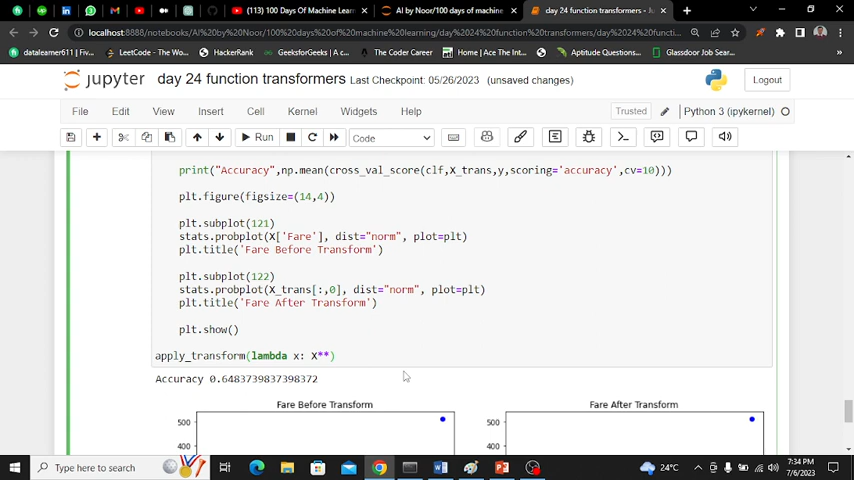 (113) 100 Days Of Machine Lear
AI by Noor/100 days of machine
day 24 function transformers - Ju
localhost:8888/notebooks/AI%20by%20Noor/100%20days%20of%20machine%20learning/day%2024%20function%20transformers/day%2024%20functi...
datalearner611 | Fiv...
LeetCode - The Wo...
HackerRank
GeeksforGeeks | A c...
The Coder Career
Home | Ace The Int...
Aptitude Questions...
Glassdoor Job Sear...
jupyter day 24 function transformers Last Checkpoint: 05/26/2023 (unsaved changes)
Logout
File Edit View Insert Cell Kernel Widgets Help
Trusted
Python 3 (ipykernel)
Run
Code
print("Accuracy",np.mean(cross_val_score(clf,X_trans,y,scoring='accuracy',cv=10)))
plt.figure(figsize=(14,4))
plt.subplot(121)
stats.probplot(X['Fare'], dist="norm", plot=plt)
plt.title('Fare Before Transform')
plt.subplot(122)
stats.probplot(X_trans[:,0], dist="norm", plot=plt)
plt.title('Fare After Transform')
plt.show()
apply_transform(lambda x: X**)
Accuracy 0.6483739837398372
Fare Before Transform
Fare After Transform
500
500
400
400
Type here to search
24°C
7:34 PM
7/6/2023